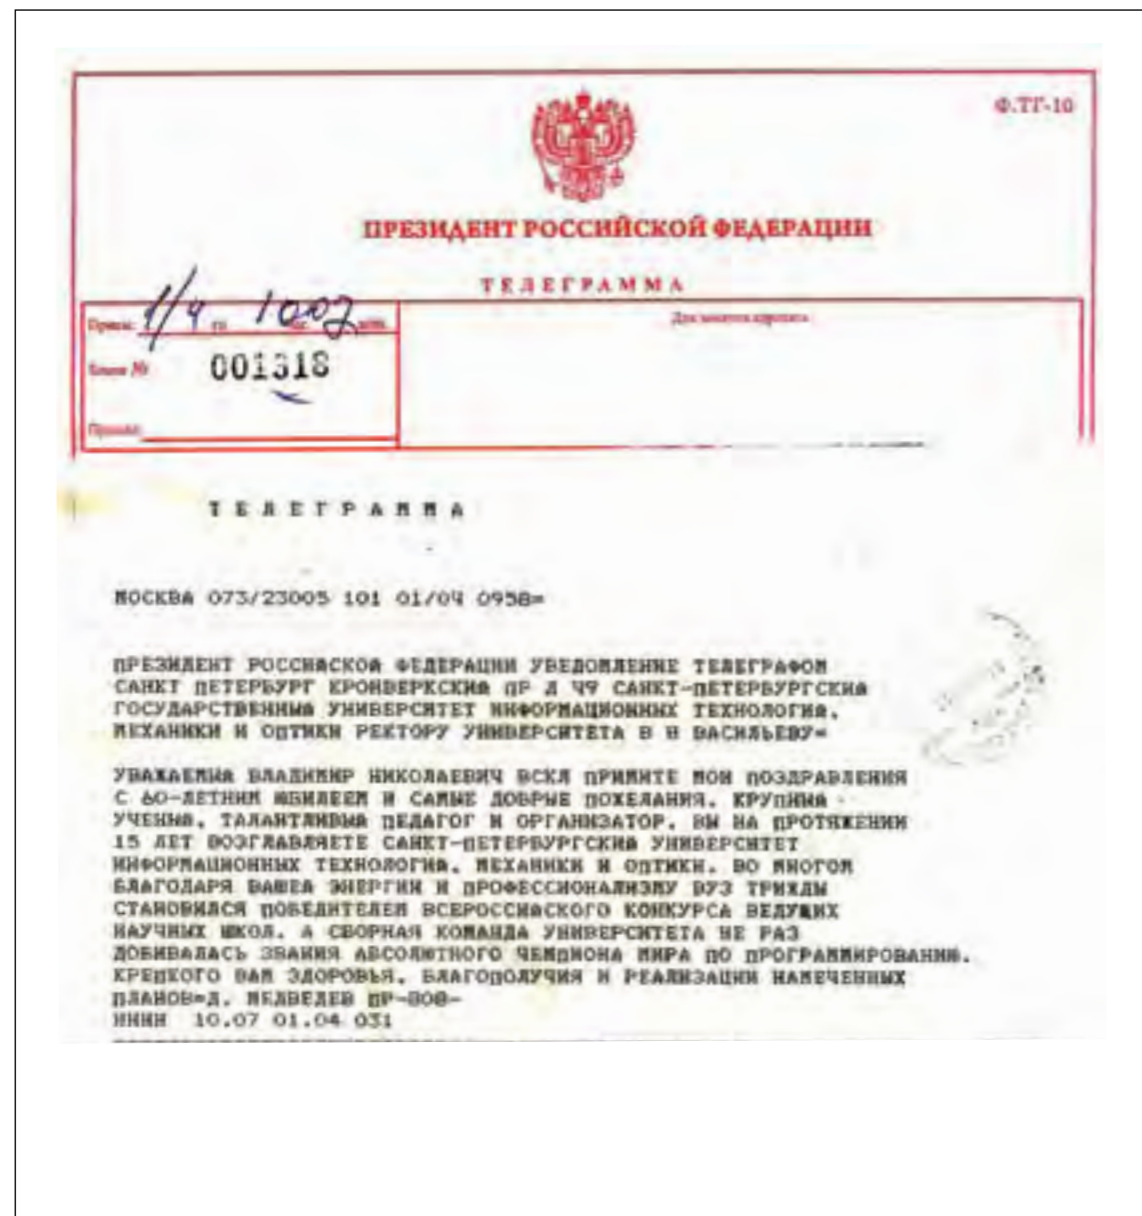 Ф.ТГ-10
ПРЕЗИДЕНТ РОССИЙСКОЙ ФЕДЕРАЦИИ
ТЕЛЕГРАММА
1/4 го 1007
001318
ТЕЛЕГРАММА
МОСКВА 073/23005 101 01/04 0958=
ПРЕЗИДЕНТ РОССИЙСКОЙ ФЕДЕРАЦИИ УВЕДОМЛЕНИЕ ТЕЛЕГРАФОМ
САНКТ ПЕТЕРБУРГ КРОНВЕРКСКИЙ ПР Д 49 САНКТ-ПЕТЕРБУРГСКИЙ
ГОСУДАРСТВЕННЫЙ УНИВЕРСИТЕТ ИНФОРМАЦИОННЫХ ТЕХНОЛОГИЙ,
МЕХАНИКИ И ОПТИКИ РЕКТОРУ УНИВЕРСИТЕТА В Н ВАСИЛЬЕВУ=
УВАЖАЕМЫЙ ВЛАДИМИР НИКОЛАЕВИЧ ВСКЛ ПРИМИТЕ МОИ ПОЗДРАВЛЕНИЯ
С 60-ЛЕТНИМ ЮБИЛЕЕМ И САМЫЕ ДОБРЫЕ ПОЖЕЛАНИЯ. КРУПНЫЙ
УЧЕНЫЙ, ТАЛАНТЛИВЫЙ ПЕДАГОГ И ОРГАНИЗАТОР, ВЫ НА ПРОТЯЖЕНИИ
15 ЛЕТ ВОЗГЛАВЛЯЕТЕ САНКТ-ПЕТЕРБУРГСКИЙ УНИВЕРСИТЕТ
ИНФОРМАЦИОННЫХ ТЕХНОЛОГИЙ, МЕХАНИКИ И ОПТИКИ. ВО МНОГОМ
БЛАГОДАРЯ ВАШЕЙ ЭНЕРГИИ И ПРОФЕССИОНАЛИЗМУ ВУЗ ТРИЖДЫ
СТАНОВИЛСЯ ПОБЕДИТЕЛЕМ ВСЕРОССИЙСКОГО КОНКУРСА ВЕДУЩИХ
НАУЧНЫХ ШКОЛ, А СБОРНАЯ КОМАНДА УНИВЕРСИТЕТА НЕ РАЗ
ДОБИВАЛАСЬ ЗВАНИЯ АБСОЛЮТНОГО ЧЕМПИОНА МИРА ПО ПРОГРАММИРОВАНИЮ.
КРЕПКОГО ВАМ ЗДОРОВЬЯ, БЛАГОПОЛУЧИЯ И РЕАЛИЗАЦИИ НАМЕЧЕННЫХ
ПЛАНОВ=Д. МЕДВЕДЕВ ПР-808-
НННН 10.07 01.04 031